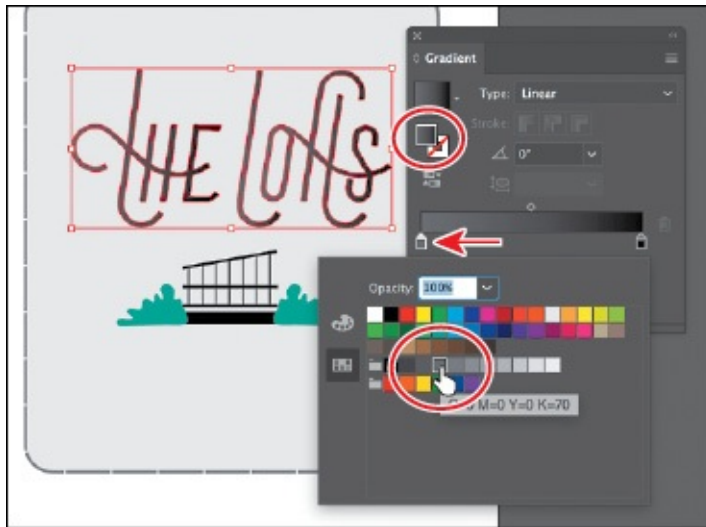 THE LOFTS
Gradient
Type: Linear
Stroke:
0°
Opacity: 100%
C=0 M=0 Y=0 K=70